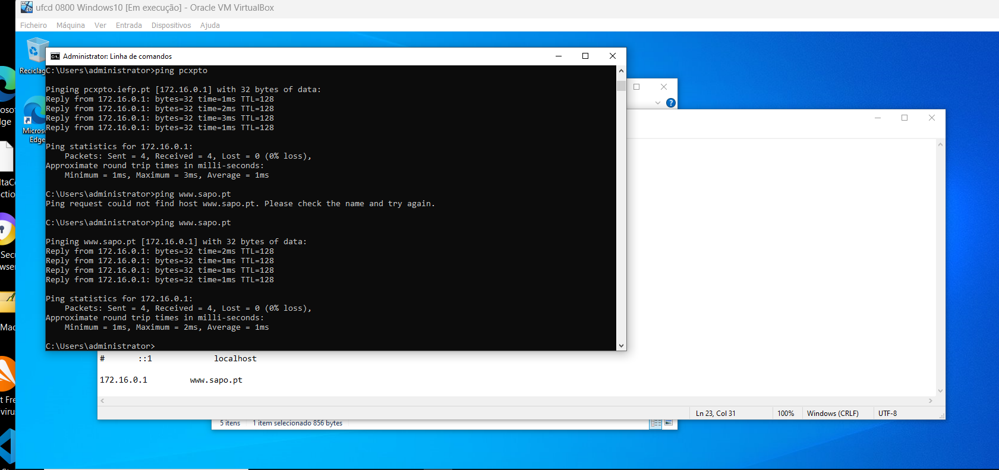 ufcd 0800 Windows10 [Em execução] - Oracle VM VirtualBox
Ficheiro Máquina Ver Entrada Dispositivos Ajuda
Administrator: Linha de comandos
C:\Users\administrator>ping pcxpto
Pinging pcxpto.iefp.pt [172.16.0.1] with 32 bytes of data:
Reply from 172.16.0.1: bytes=32 time=1ms TTL=128
Reply from 172.16.0.1: bytes=32 time=2ms TTL=128
Reply from 172.16.0.1: bytes=32 time=3ms TTL=128
Reply from 172.16.0.1: bytes=32 time=1ms TTL=128
Ping statistics for 172.16.0.1:
Packets: Sent = 4, Received = 4, Lost = 0 (0% loss),
Approximate round trip times in milli-seconds:
Minimum = 1ms, Maximum = 3ms, Average = 1ms
C:\Users\administrator>ping www.sapo.pt
Ping request could not find host www.sapo.pt. Please check the name and try again.
C:\Users\administrator>ping www.sapo.pt
Pinging www.sapo.pt [172.16.0.1] with 32 bytes of data:
Reply from 172.16.0.1: bytes=32 time=2ms TTL=128
Reply from 172.16.0.1: bytes=32 time=1ms TTL=128
Reply from 172.16.0.1: bytes=32 time=1ms TTL=128
Reply from 172.16.0.1: bytes=32 time=1ms TTL=128
Ping statistics for 172.16.0.1:
Packets: Sent = 4, Received = 4, Lost = 0 (0% loss),
Approximate round trip times in milli-seconds:
Minimum = 1ms, Maximum = 2ms, Average = 1ms
C:\Users\administrator>
# ::1 localhost
172.16.0.1 www.sapo.pt
Ln 23, Col 31 100% Windows (CRLF) UTF-8
5 itens 1 item selecionado 856 bytes
Reciclag
Micros
Edge